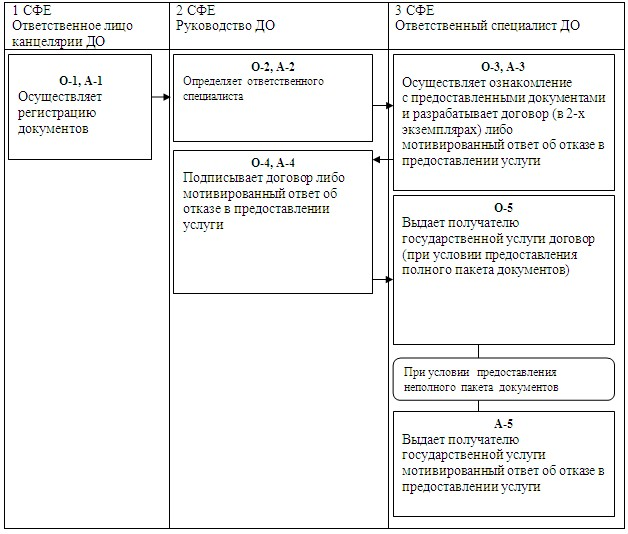 1 СФЕ
Ответственное лицо
канцелярии ДО
2 СФЕ
Руководство ДО
3 СФЕ
Ответственный специалист ДО
О-1, А-1
Осуществляет
регистрацию
документов
О-2, А-2
Определяет ответственного
специалиста
О-3, А-3
Осуществляет ознакомление
с предоставленными документами
и разрабатывает договор (в 2-х
экземплярах) либо
мотивированный ответ об отказе в
предоставлении услуги
О-4, А-4
Подписывает договор либо
мотивированный ответ об
отказе в предоставлении
услуги
О-5
Выдает получателю
государственной услуги договор
(при условии предоставления
полного пакета документов)
При условии предоставления
неполного пакета документов
А-5
Выдает получателю
государственной услуги
мотивированный ответ об отказе в
предоставлении услуги